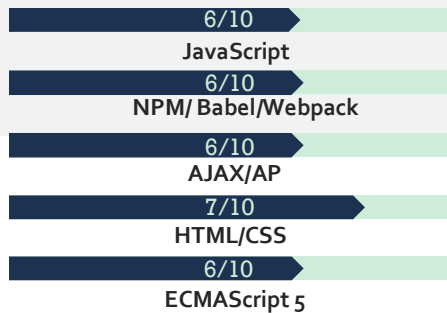 6/10
JavaScript
6/10
NPM/ Babel/Webpack
6/10
AJAX/AP
7/10
HTML/CSS
6/10
ECMAScript 5